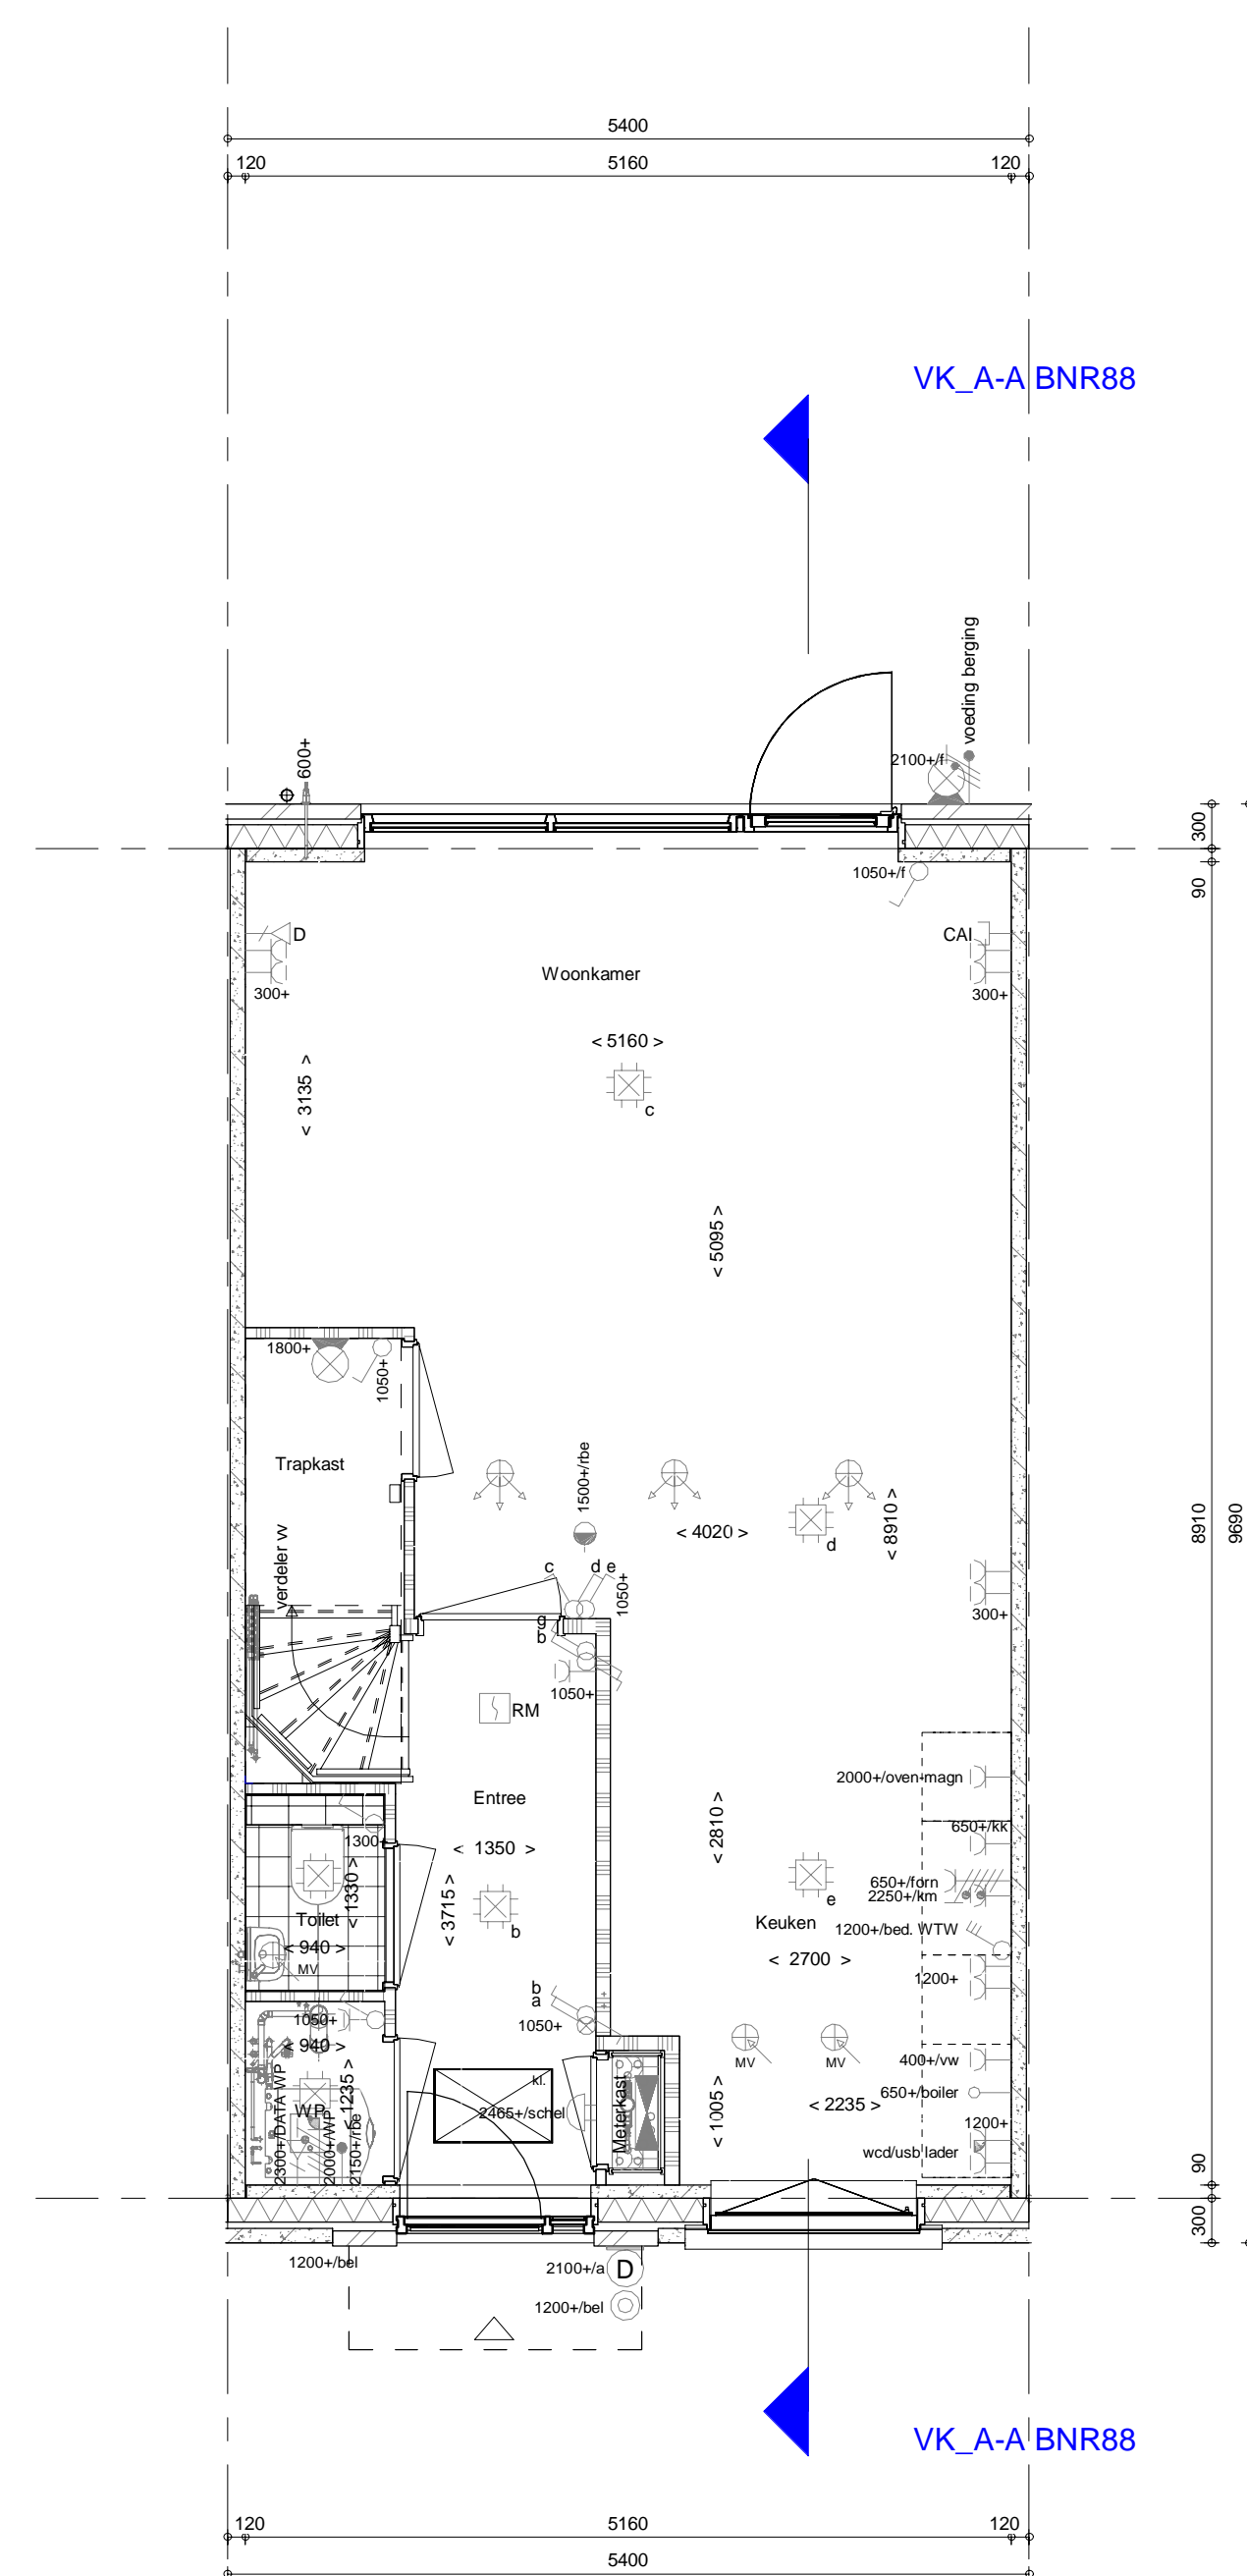 5400
120 5160 120
VK_A-A BNR88
voeding berging
600+
2100+/f
300
1050+/f
90
D
CAI
300+
300+
Woonkamer
< 5160 >
c
< 3135 >
< 5095 >
1800+
1050+
Trapkast
1500+/rbe
< 4020 >
d
< 8910 >
8910
9690
verdeler vv
c
d e
1050+
300+
g
b
1050+
RM
2000+/oven-magn
Entree
650+/kk
1300+
< 1350 >
< 2810 >
650+/forn
2250+/km
< 1330 >
< 3715 >
b
e
Toilet
Keuken
1200+/bed. WTW
< 940 >
MV
< 2700 >
1200+
b
a
1050+
1050+
< 940 >
MV
MV
400+/vw
kl.
650+/boiler
WP
< 1235 >
2465+/schel
Meterkast
< 1005 >
< 2235 >
1200+
2300+/DATA-WP
2000+/WP
2150+/rbe
wcd/usb lader
90
300
1200+/bel
2100+/a
D
1200+/bel
VK_A-A BNR88
120 5160 120
5400